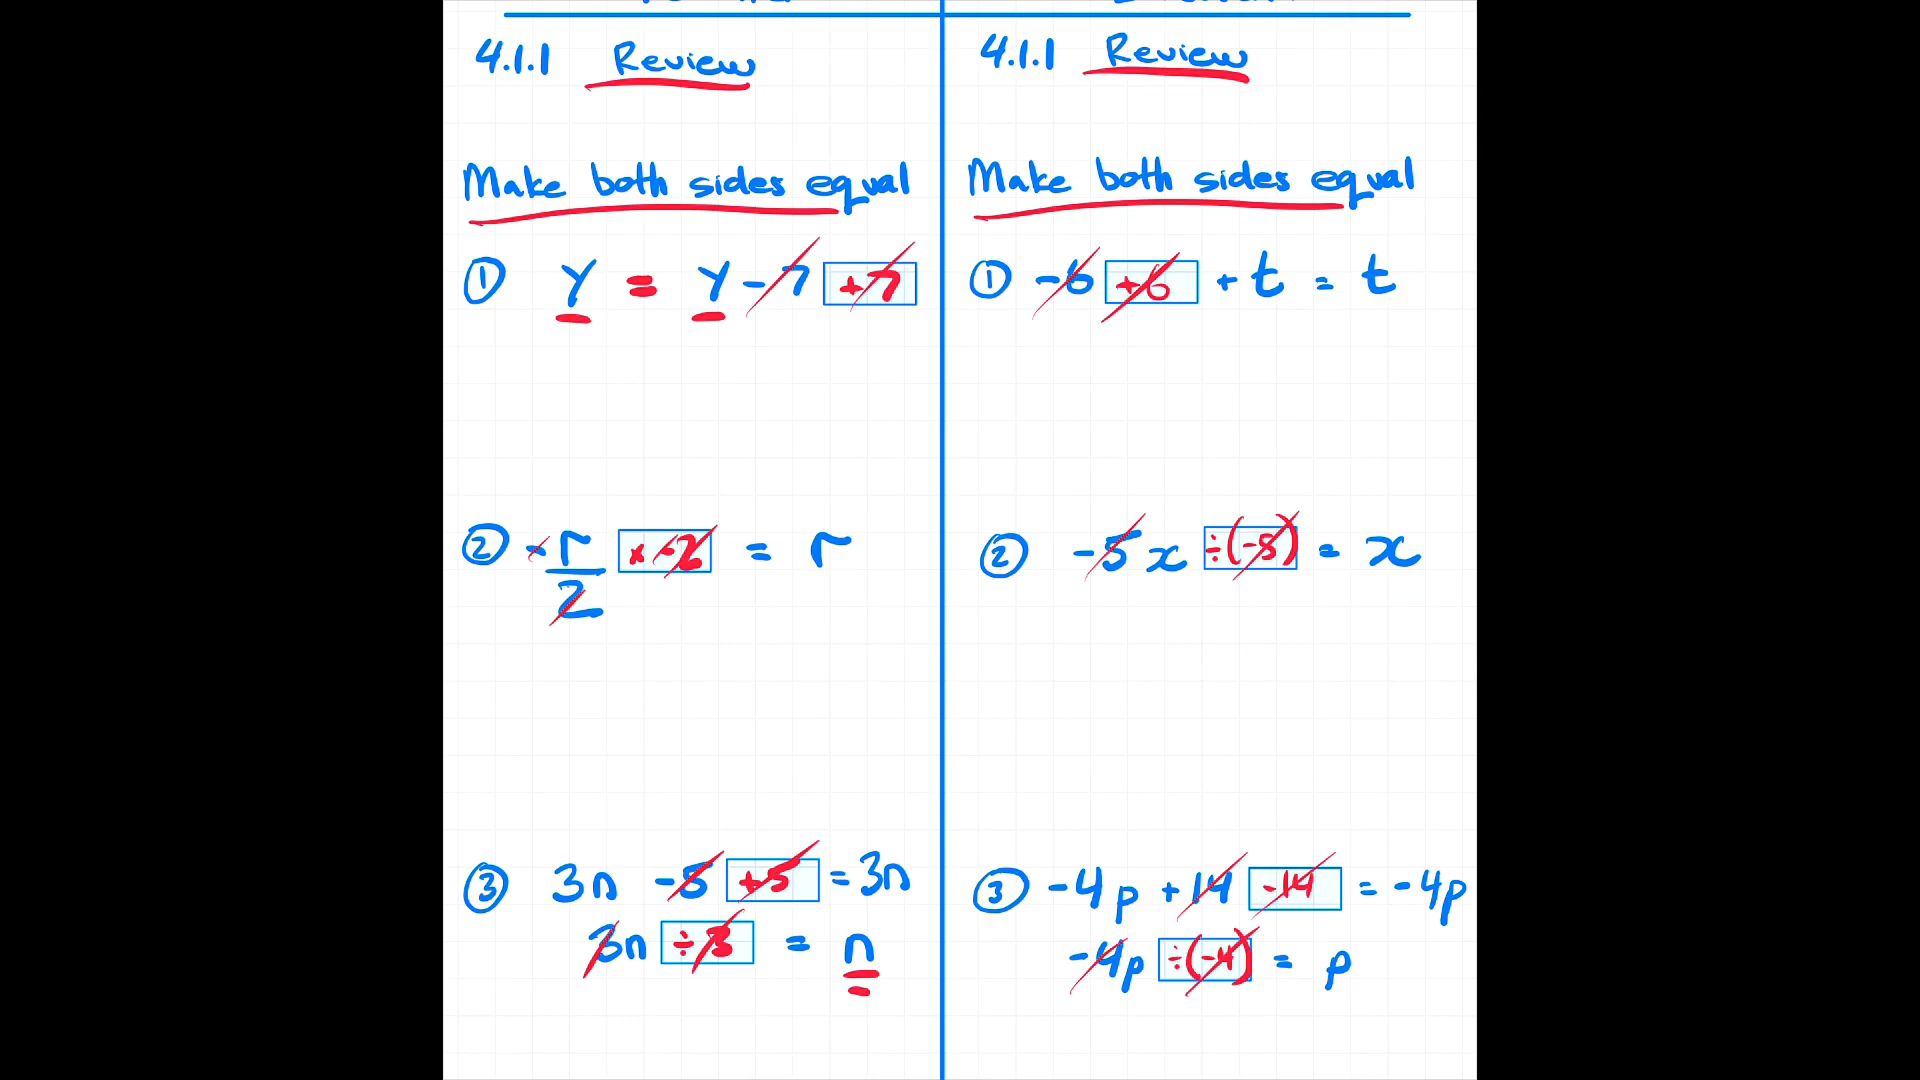 4.1.1 Review
Make both sides equal
① y = y - 7 +7
② -r/2 × -2 = r
③ 3n - 5 +5 = 3n
3n ÷ 3 = n
4.1.1 Review
Make both sides equal
① -6 +6 + t = t
② -5x ÷(-5) = x
③ -4p + 14 -14 = -4p
-4p ÷(-4) = p